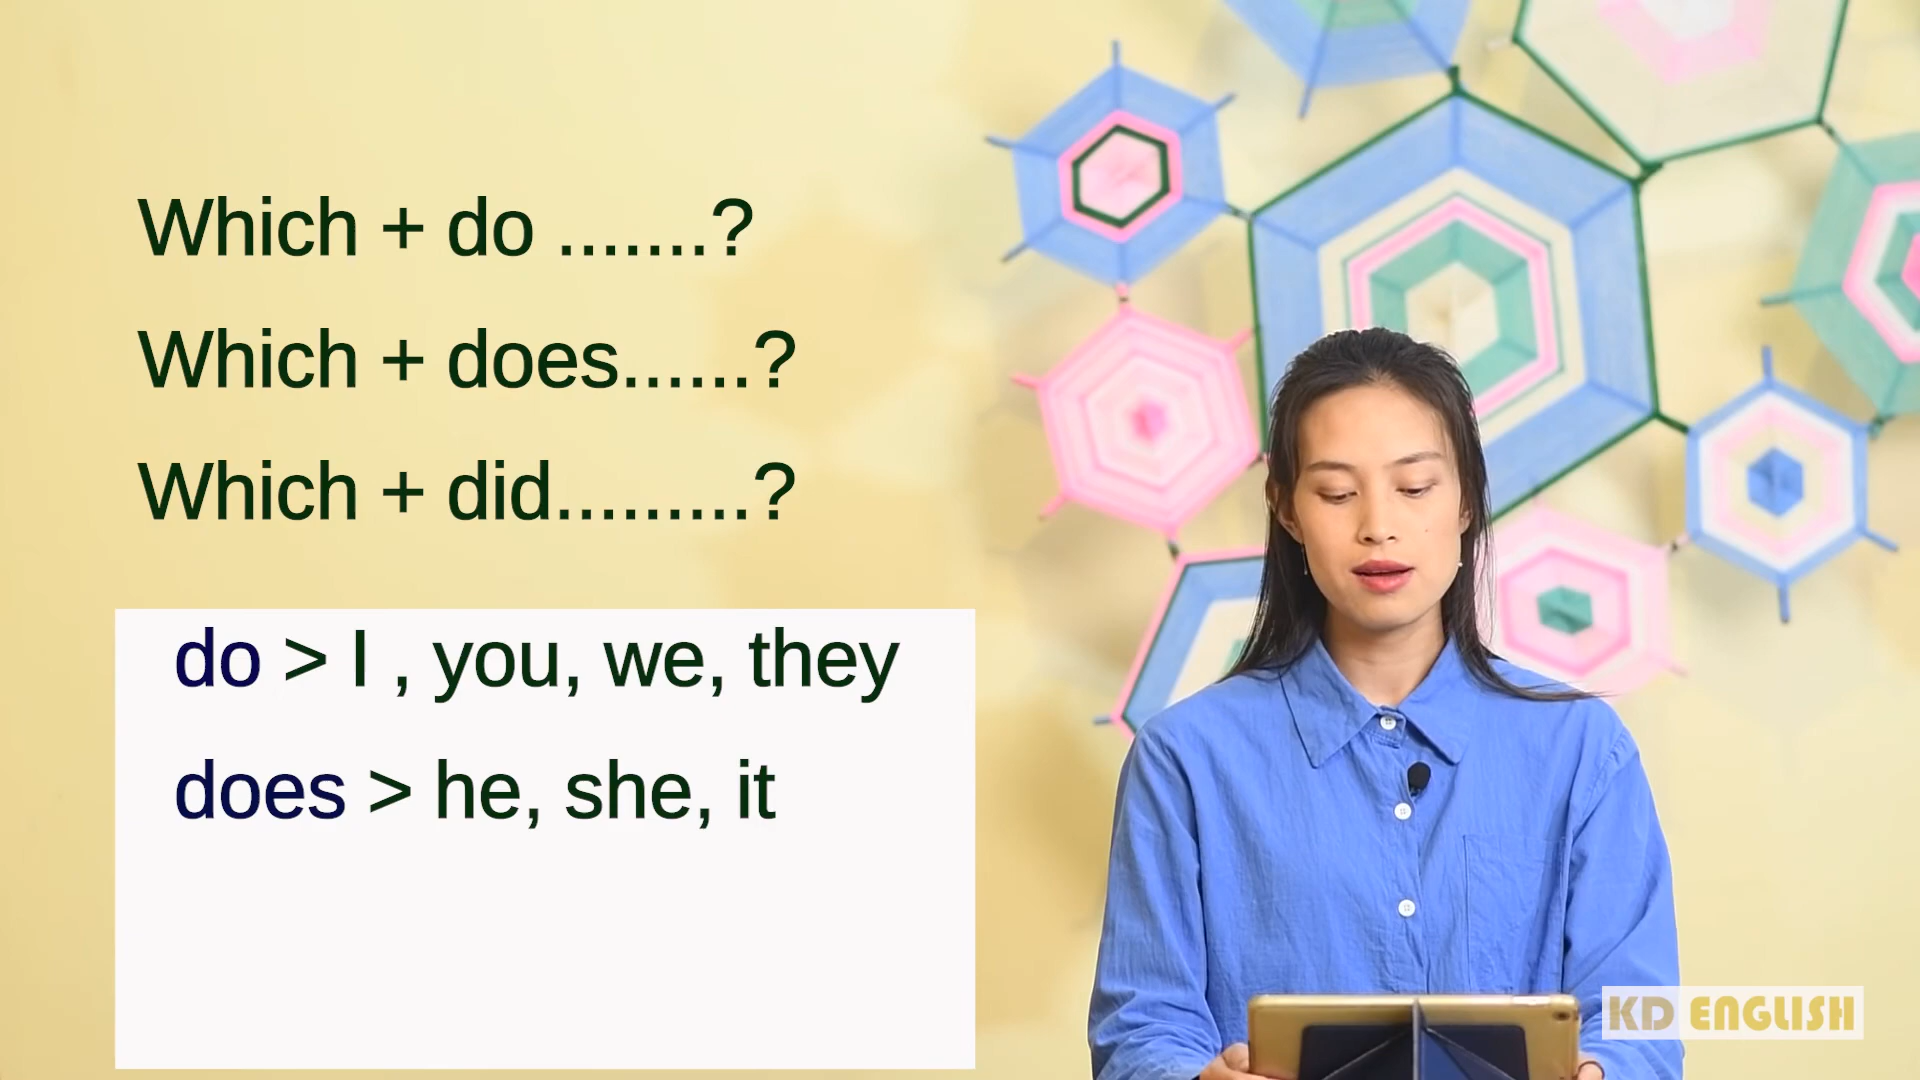 Which + do .......?
Which + does......?
Which + did.........?
do > I , you, we, they
does > he, she, it
KD ENGLISH